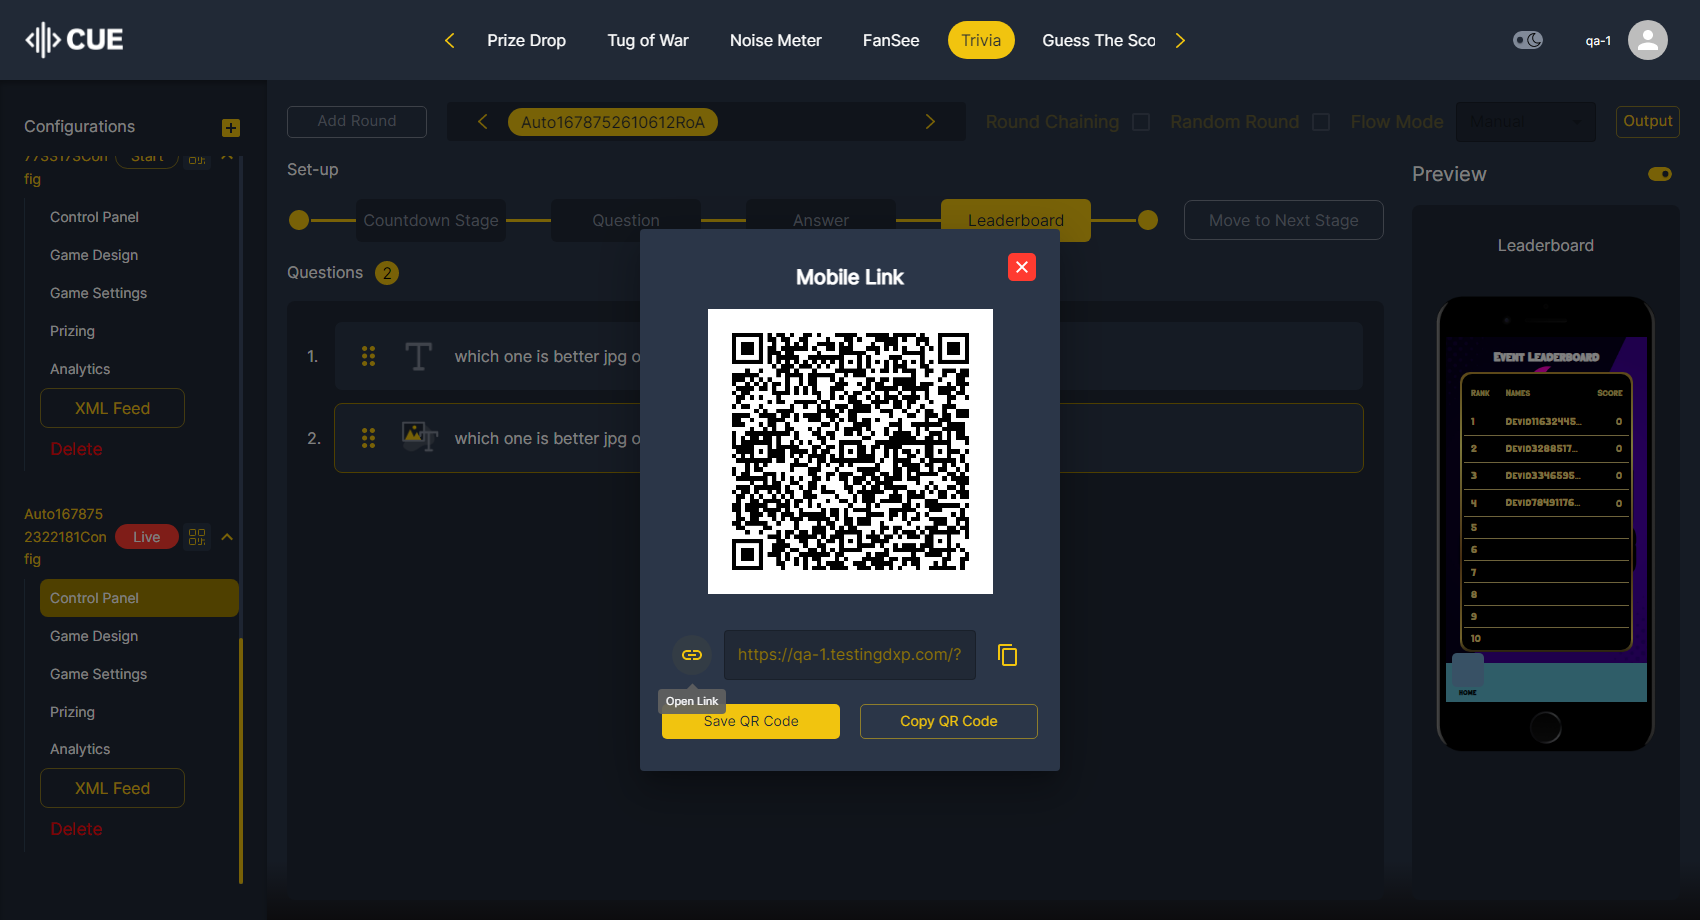 CUE
Prize Drop
Tug of War
Noise Meter
FanSee
Trivia
Guess The Sco
qa-1
Configurations
7733173Con
Start
fig
Control Panel
Game Design
Game Settings
Prizing
Analytics
XML Feed
Delete
Auto167875
2322181Con
fig
Live
Control Panel
Game Design
Game Settings
Prizing
Analytics
XML Feed
Delete
Add Round
Auto1678752610612RoA
Round Chaining
Random Round
Flow Mode
Manual
Output
Set-up
Countdown Stage
Question
Answer
Leaderboard
Move to Next Stage
Questions 2
1.
T
which one is better jpg o
2.
T
which one is better jpg o
Mobile Link
https://qa-1.testingdxp.com/?
Open Link
Save QR Code
Copy QR Code
Preview
Leaderboard
EVENT LEADERBOARD
RANK NAMES SCORE
1 DEVID11632445... 0
2 DEVID3288517... 0
3 DEVID3346595... 0
4 DEVID78491176... 0
5
6
7
8
9
10
HOME